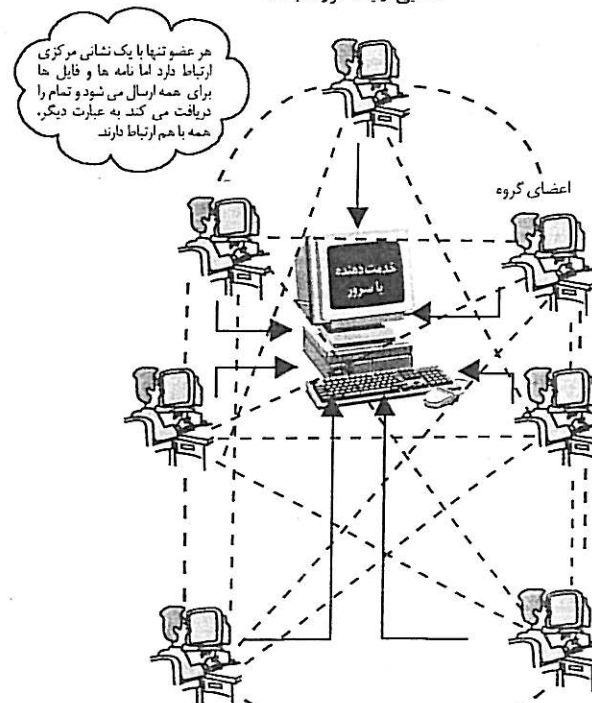 هر عضو تنها با یک نشانی مرکزی
ارتباط دارد اما نامه ها و فایل ها
برای همه ارسال می شود و تمام را
دریافت می کند. به عبارت دیگر،
همه با هم ارتباط دارند.
اعضای گروه
خدمت‌دهنده
یا سرور